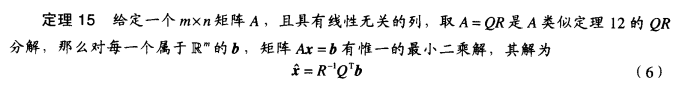 定理 15 给定一个 m×n 矩阵 A，且具有线性无关的列，取 A = QR 是 A 类似定理 12 的 QR
分解，那么对每一个属于 ℝᵐ 的 b，矩阵 Ax = b 有惟一的最小二乘解，其解为
x̂ = R⁻¹Qᵀb （6）